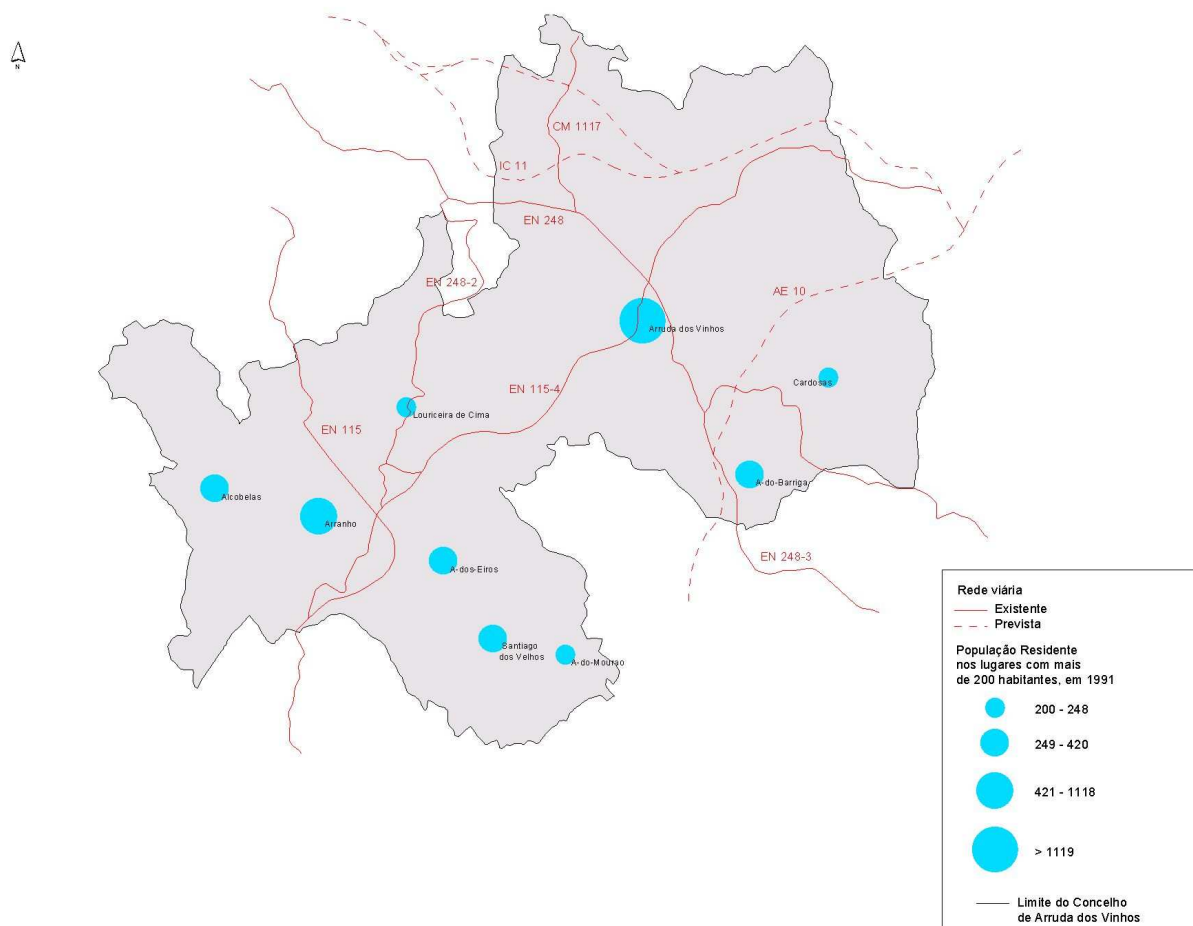 N
CM 1117
IC 11
EN 248
EN 248-2
AE 10
Arruda dos Vinhos
Cardosas
EN 115-4
Louriceira de Cima
EN 115
A-do-Barriga
Alcobelas
Arranho
EN 248-3
A-dos-Eiros
Santiago
dos Velhos
A-do-Mourao
Rede viária
Existente
Prevista
População Residente
nos lugares com mais
de 200 habitantes, em 1991
200 - 248
249 - 420
421 - 1118
> 1119
Limite do Concelho
de Arruda dos Vinhos